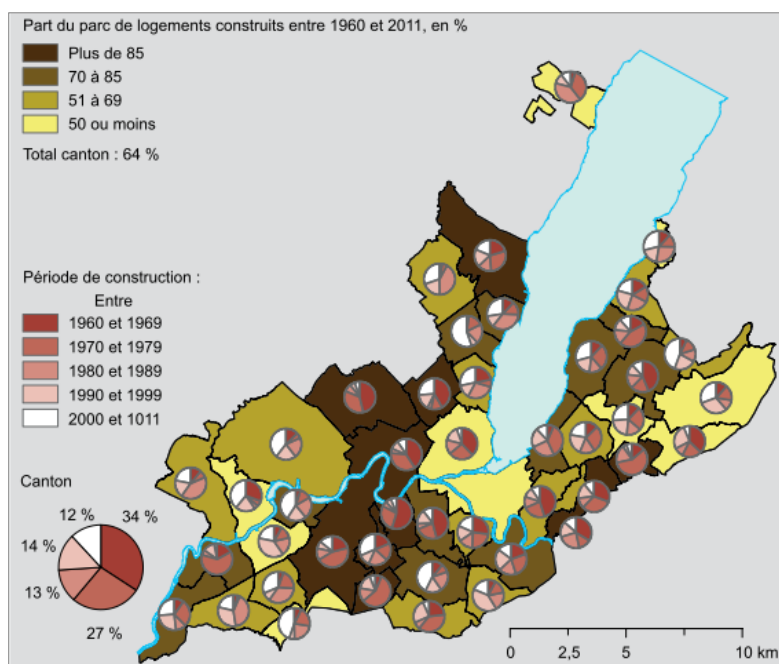 Part du parc de logements construits entre 1960 et 2011, en %
Plus de 85
70 à 85
51 à 69
50 ou moins
Total canton : 64 %
Période de construction :
Entre
1960 et 1969
1970 et 1979
1980 et 1989
1990 et 1999
2000 et 1011
Canton
12 %
34 %
14 %
13 %
27 %
0 2,5 5 10 km